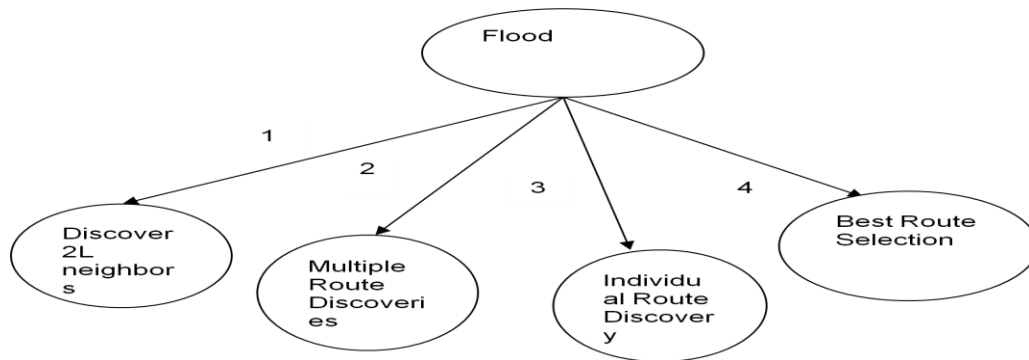 Flood
1
2
3
4
Discover
2L
neighbor
s
Multiple
Route
Discoveri
es
Individu
al Route
Discover
y
Best Route
Selection